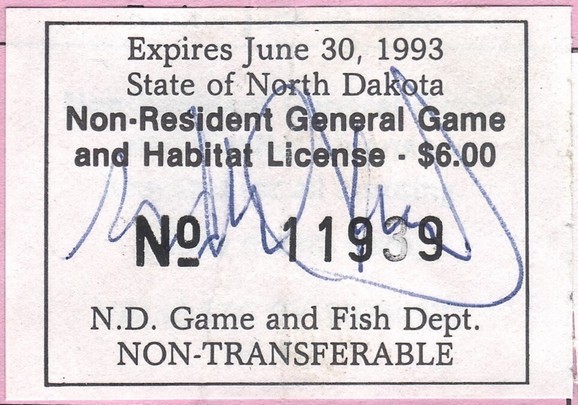 Expires June 30, 1993
State of North Dakota
Non-Resident General Game
and Habitat License - $6.00
No 11939
N.D. Game and Fish Dept.
NON-TRANSFERABLE